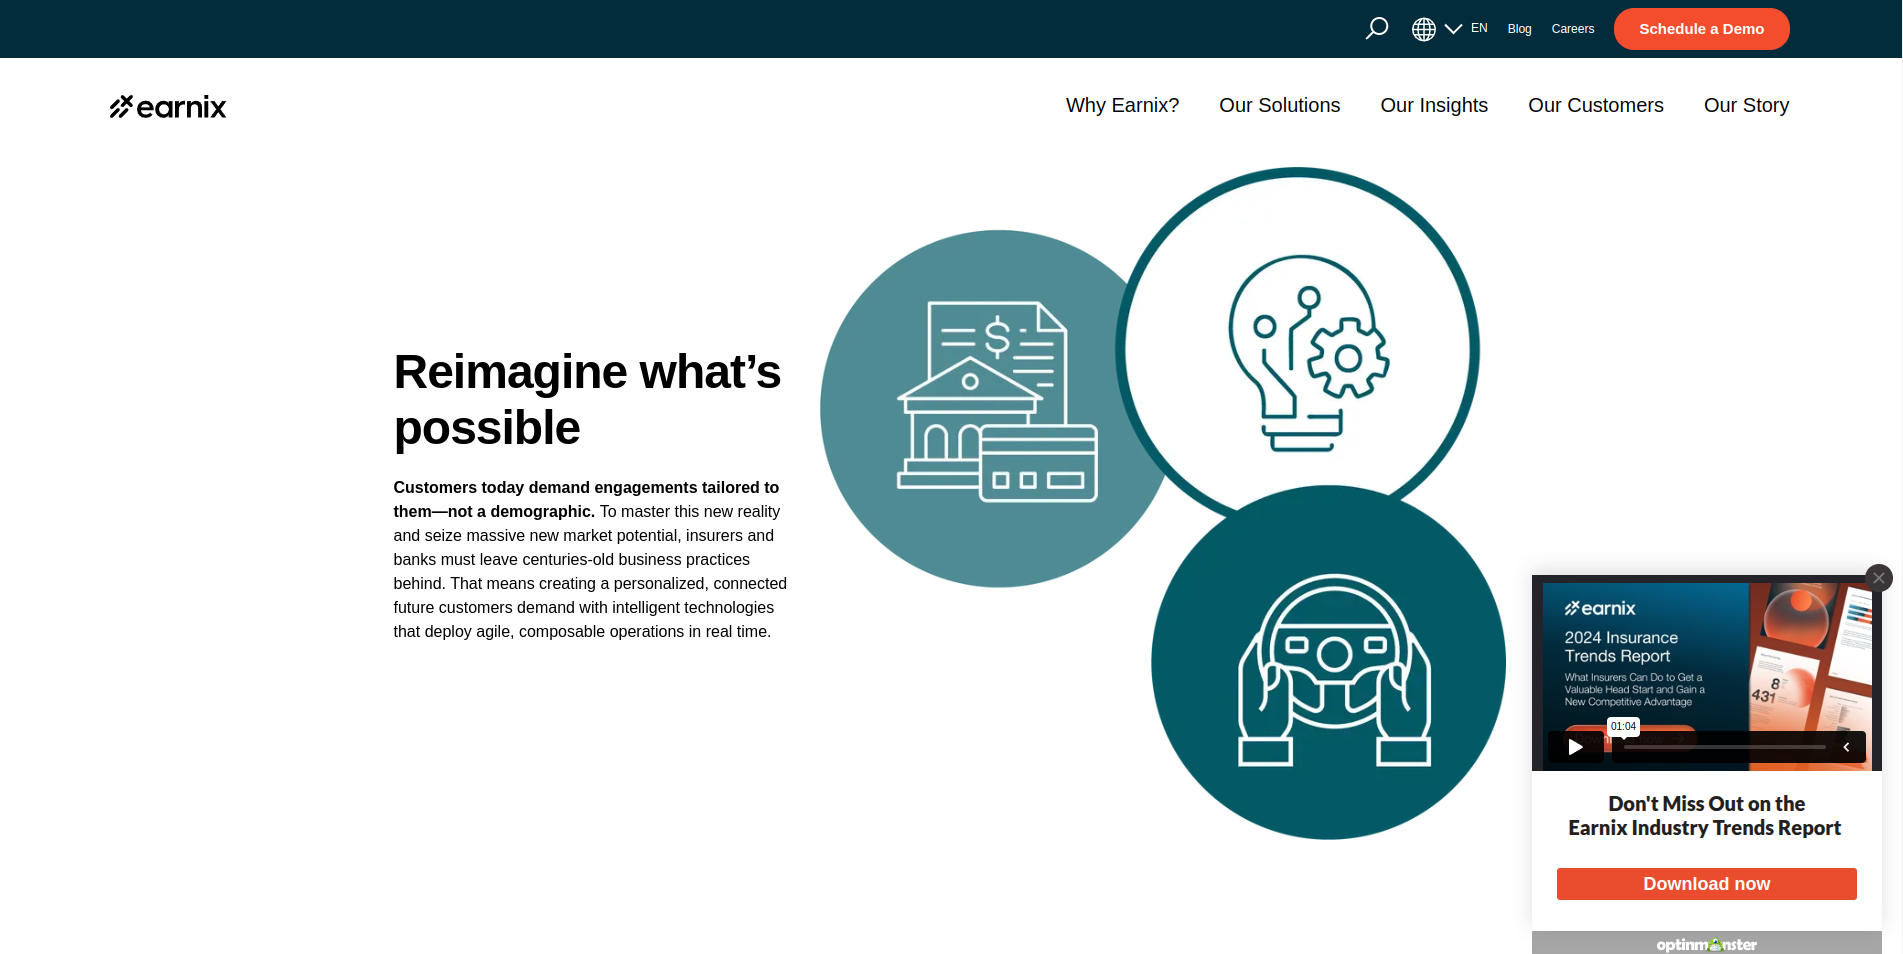 EN
Blog
Careers
Schedule a Demo
earnix
Why Earnix?
Our Solutions
Our Insights
Our Customers
Our Story
Reimagine what’s
possible
Customers today demand engagements tailored to
them—not a demographic. To master this new reality
and seize massive new market potential, insurers and
banks must leave centuries-old business practices
behind. That means creating a personalized, connected
future customers demand with intelligent technologies
that deploy agile, composable operations in real time.
$
earnix
2024 Insurance
Trends Report
What Insurers Can Do to Get a
Valuable Head Start and Gain a
New Competitive Advantage
8
431
01:04
Don't Miss Out on the
Earnix Industry Trends Report
Download now
optinmonster